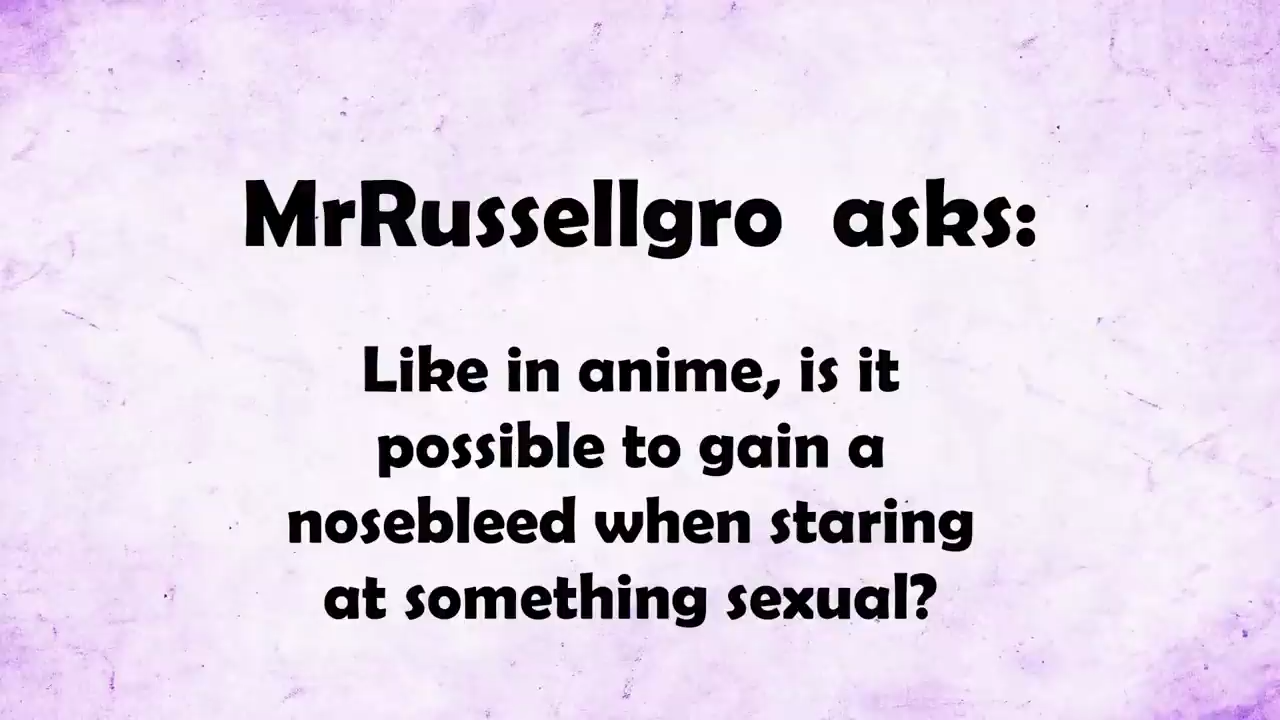 MrRussellgro asks:
Like in anime, is it
possible to gain a
nosebleed when staring
at something sexual?